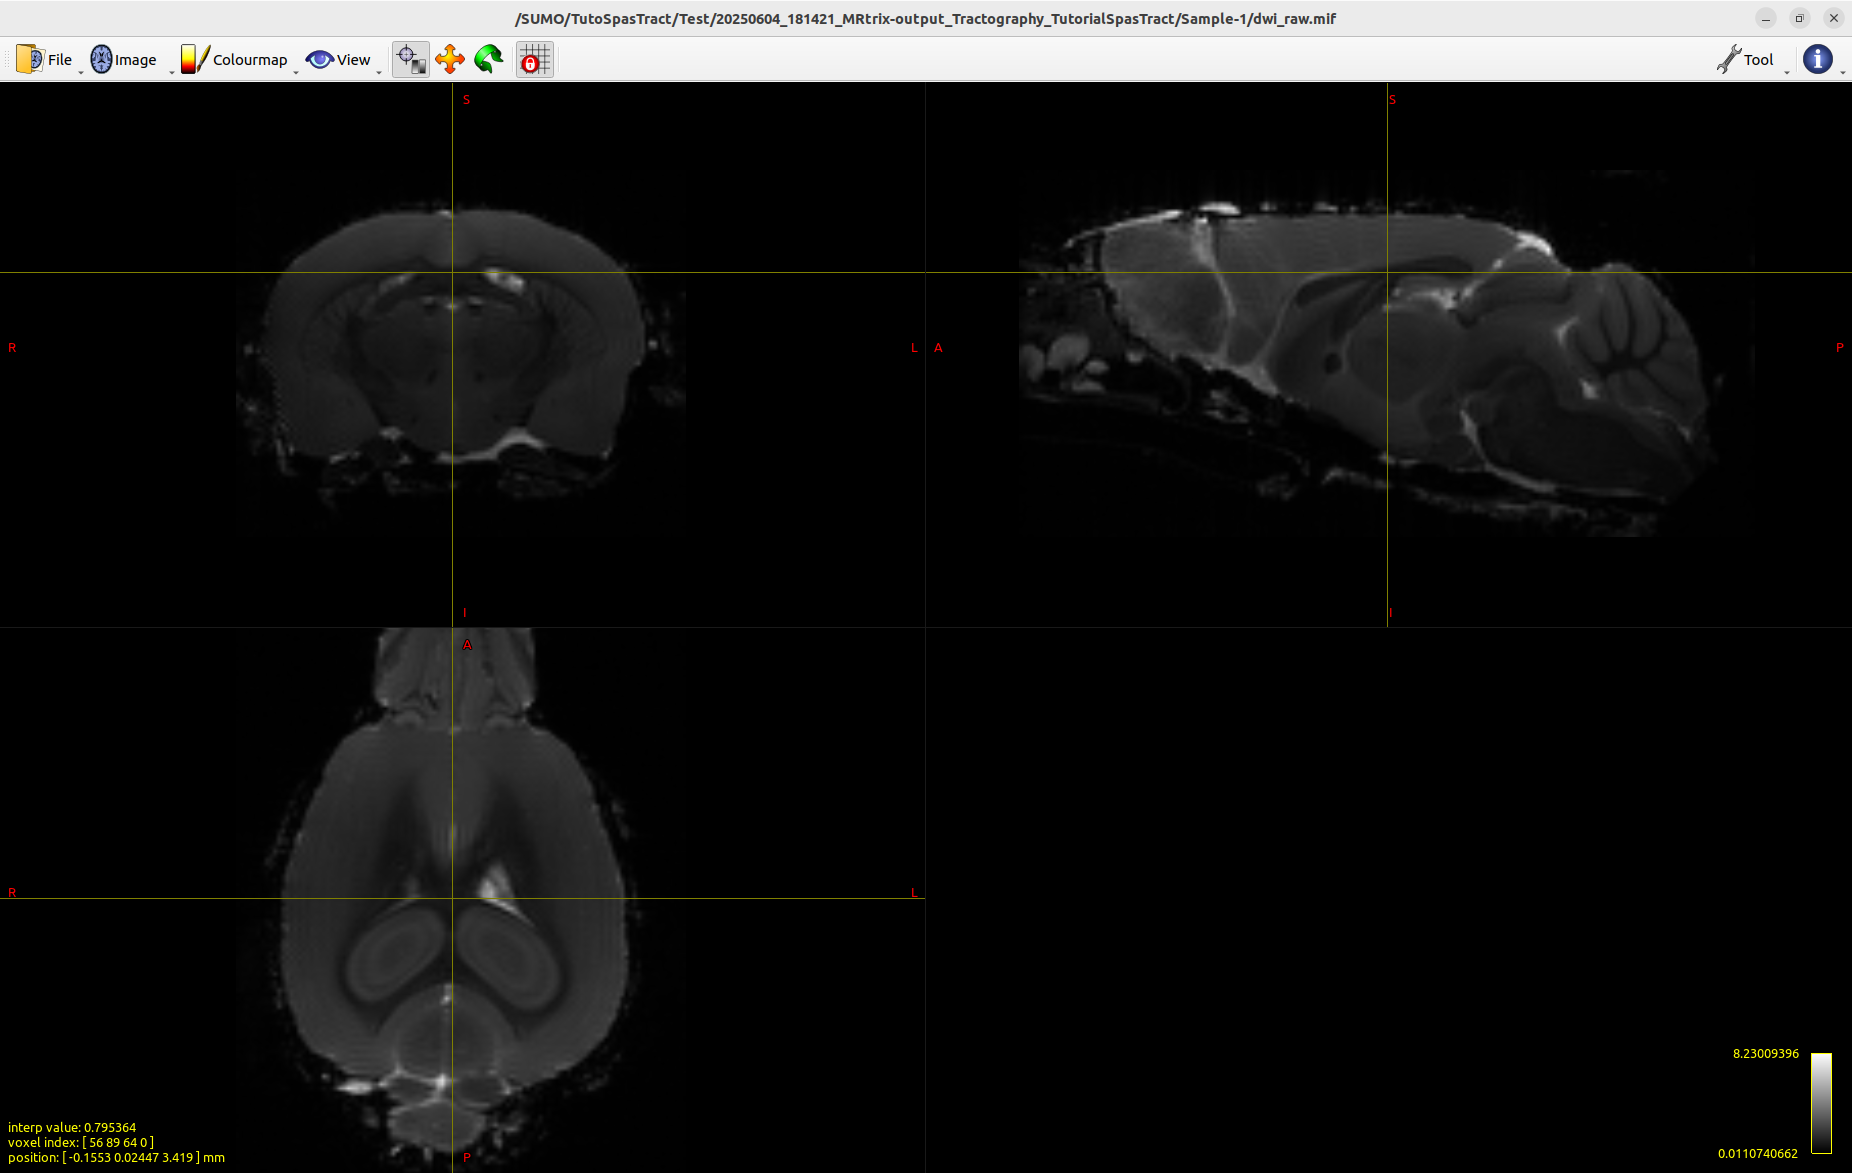 /SUMO/TutoSpasTract/Test/20250604_181421_MRtrix-output_Tractography_TutorialSpasTract/Sample-1/dwi_raw.mif
File Image Colourmap View Tool
S S
R L A P
I I
A
R L
8.23009396
interp value: 0.795364
voxel index: [ 56 89 64 0 ]
position: [ -0.1553 0.02447 3.419 ] mm
P
0.0110740662